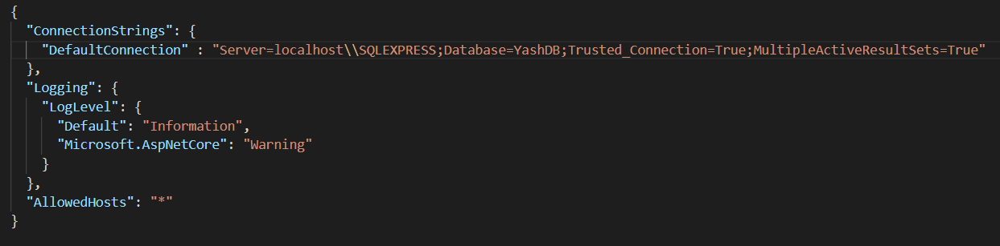 {
  "ConnectionStrings": {
    "DefaultConnection" : "Server=localhost\\SQLEXPRESS;Database=YashDB;Trusted_Connection=True;MultipleActiveResultSets=True"
  },
  "Logging": {
    "LogLevel": {
      "Default": "Information",
      "Microsoft.AspNetCore": "Warning"
    }
  },
  "AllowedHosts": "*"
}